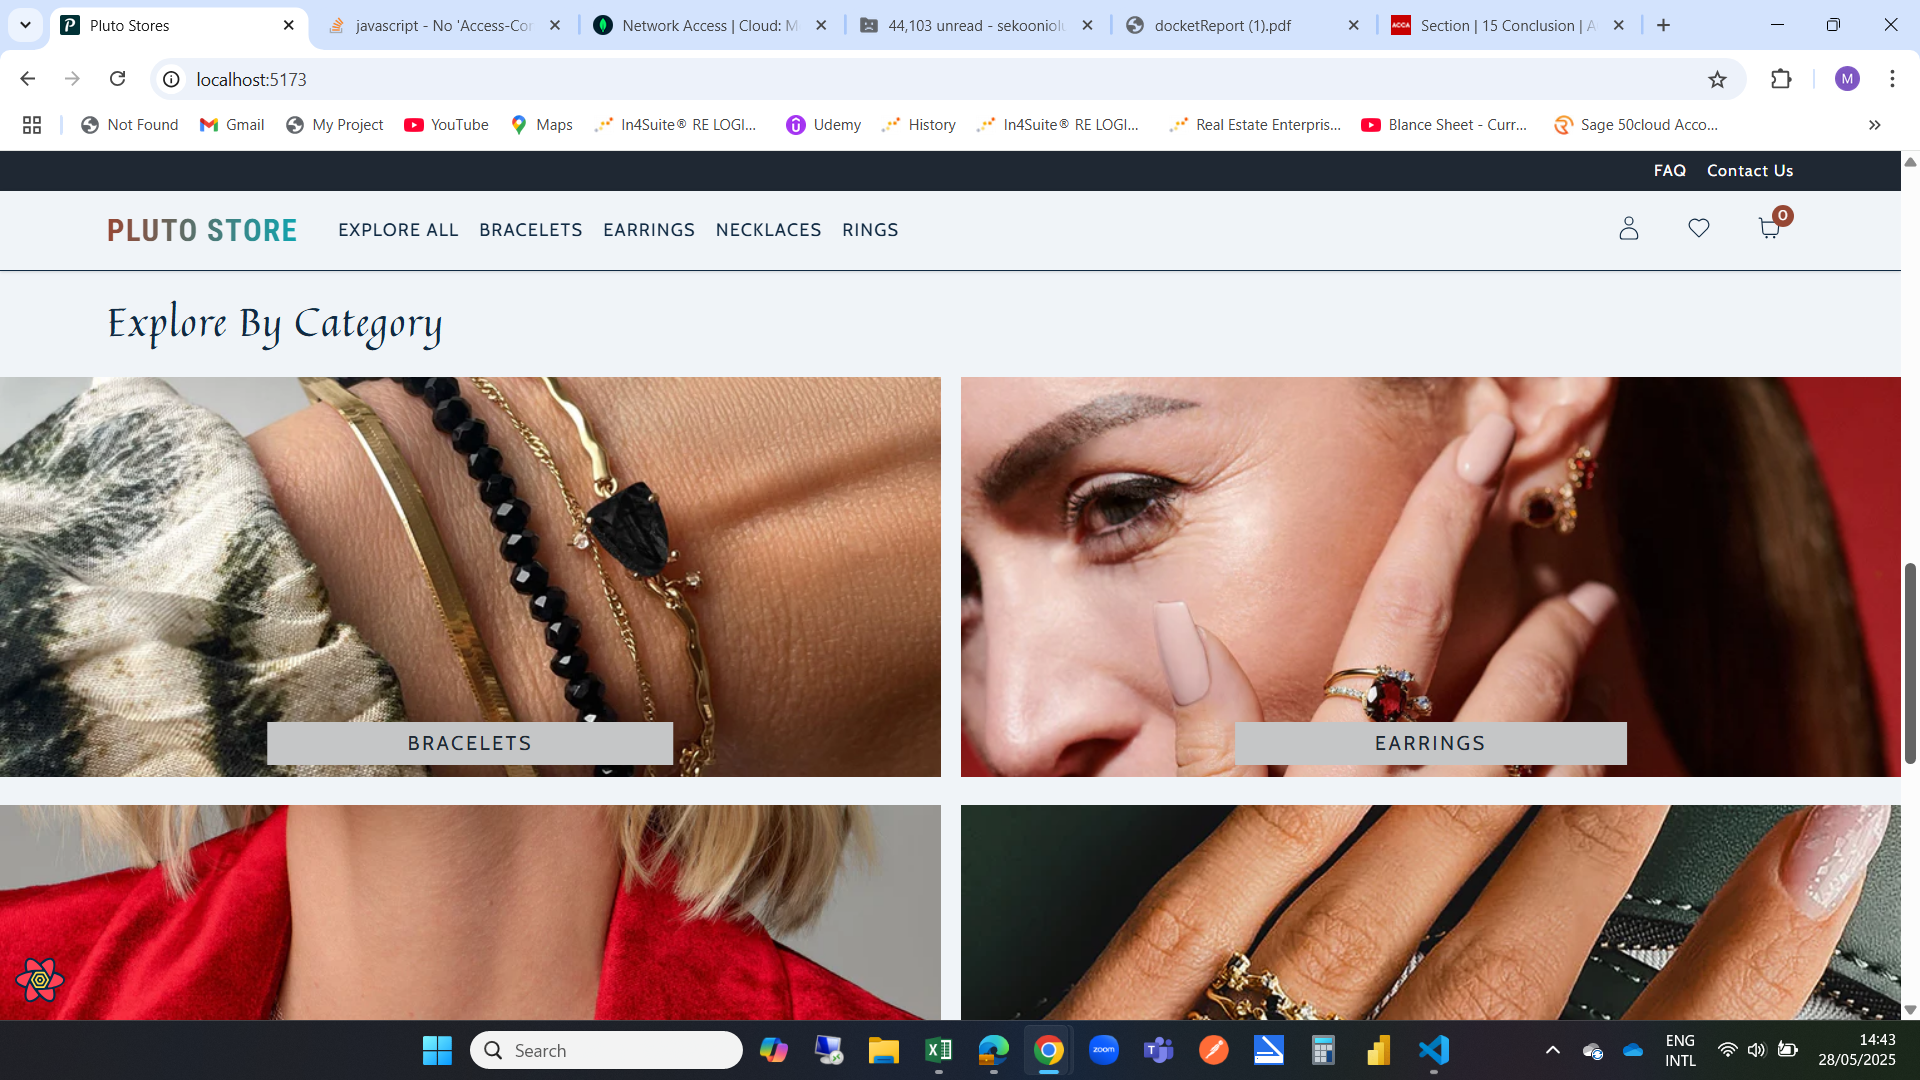 Pluto Stores
javascript - No 'Access-Cor
Network Access | Cloud: M
44,103 unread - sekooniolu
docketReport (1).pdf
Section | 15 Conclusion | A
localhost:5173
M
Not Found
Gmail
My Project
YouTube
Maps
In4Suite® RE LOGI...
Udemy
History
In4Suite® RE LOGI...
Real Estate Enterpris...
Blance Sheet - Curr...
Sage 50cloud Acco...
FAQ
Contact Us
PLUTO STORE
EXPLORE ALL
BRACELETS
EARRINGS
NECKLACES
RINGS
0
Explore By Category
BRACELETS
EARRINGS
Search
zoom
ENG
INTL
14:43
28/05/2025